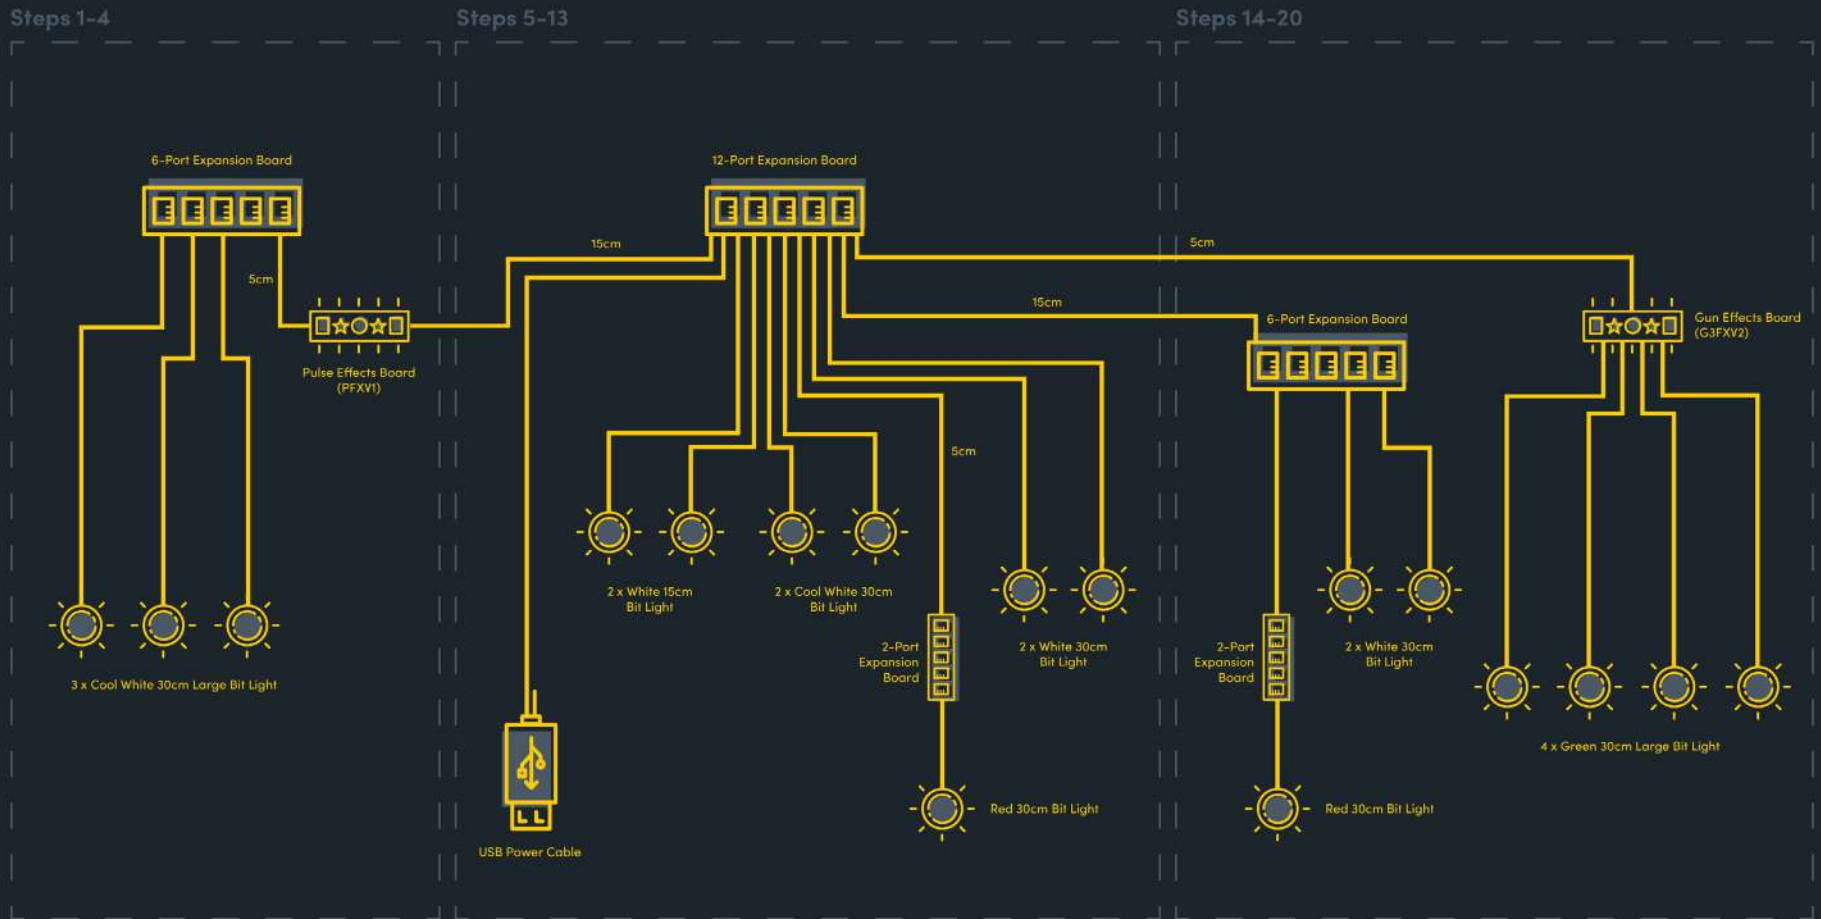 Steps 1-4
Steps 5-13
Steps 14-20
6-Port Expansion Board
12-Port Expansion Board
15cm
5cm
5cm
15cm
6-Port Expansion Board
Gun Effects Board
(G3FXV2)
Pulse Effects Board
(PFXV1)
5cm
2 x White 15cm
Bit Light
2 x Cool White 30cm
Bit Light
2-Port
Expansion
Board
2 x White 30cm
Bit Light
2-Port
Expansion
Board
2 x White 30cm
Bit Light
3 x Cool White 30cm Large Bit Light
4 x Green 30cm Large Bit Light
Red 30cm Bit Light
Red 30cm Bit Light
USB Power Cable